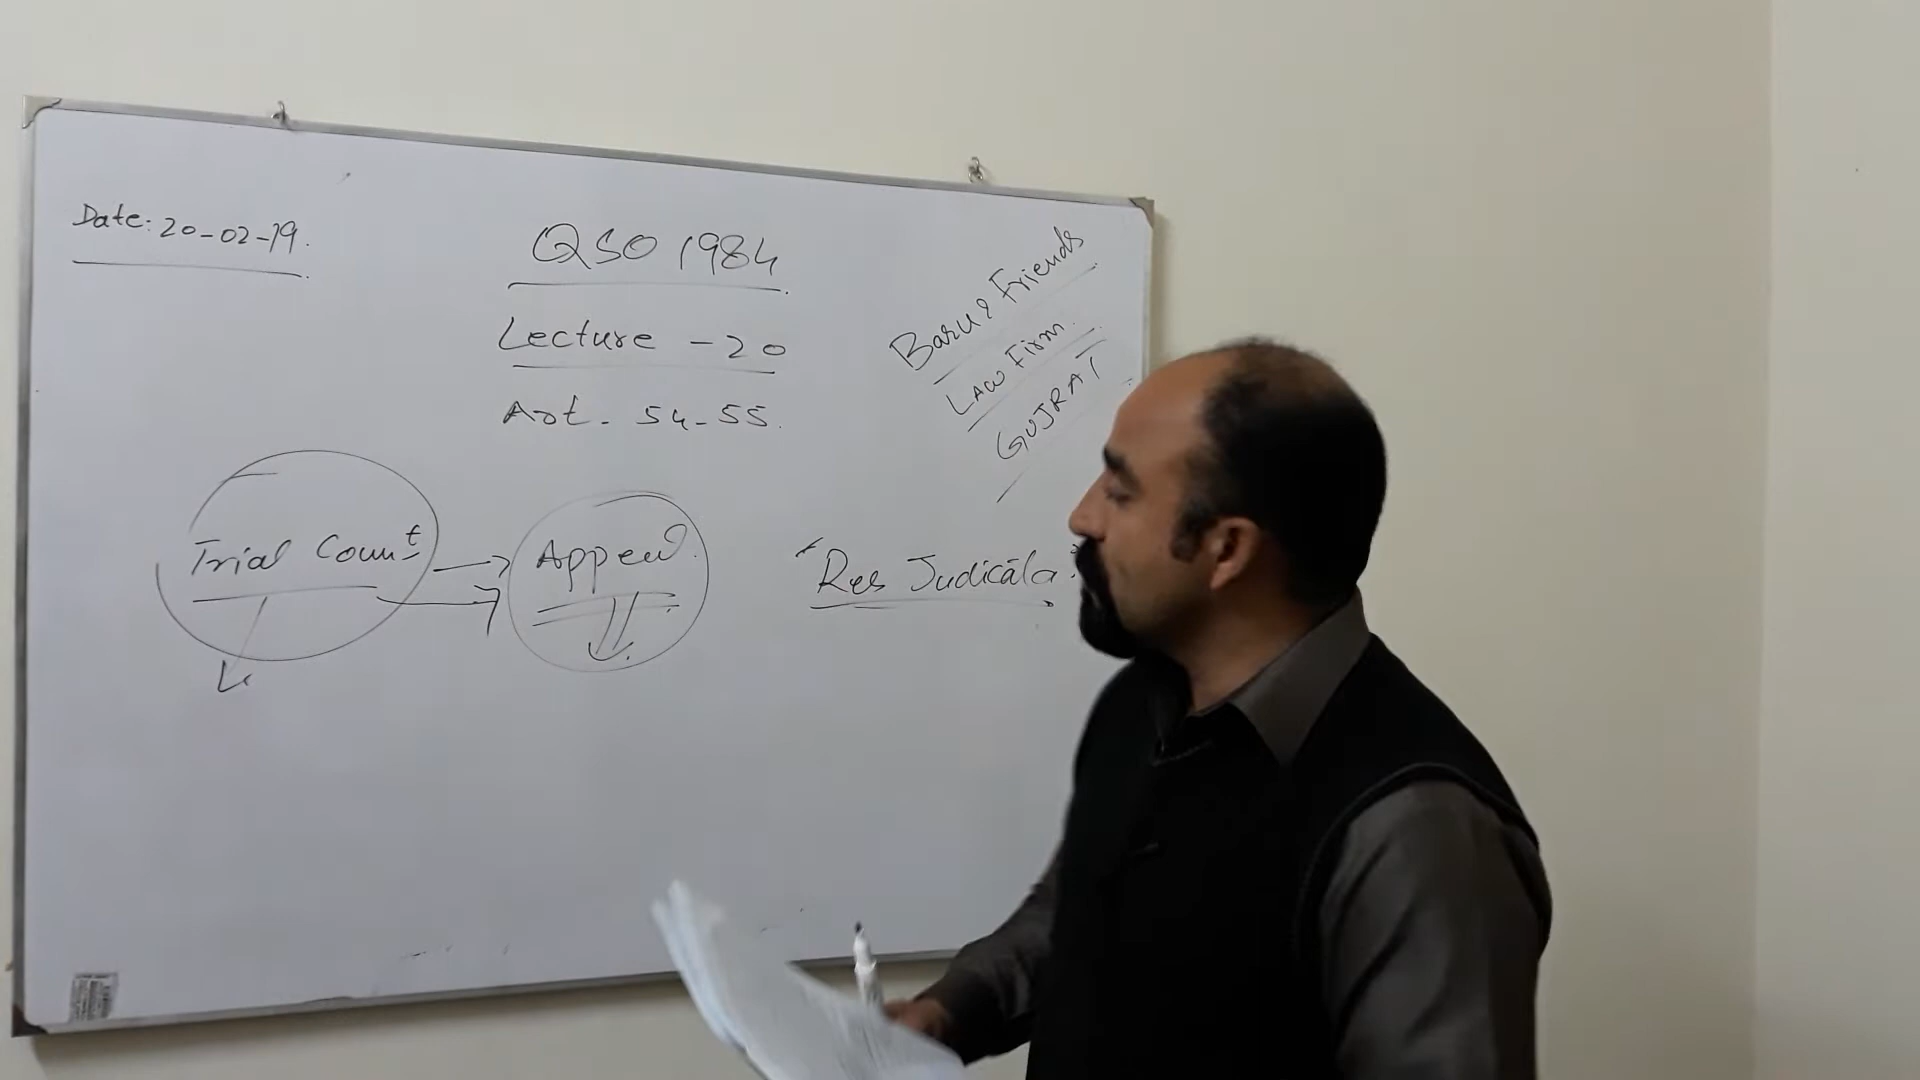 Date: 20-02-19.
QSO 1984
Lecture - 20
Art. 54-55.
Baru & Friends
LAW Firm.
GUJRAT
Trial Court
Appeal.
"Res Judicata."